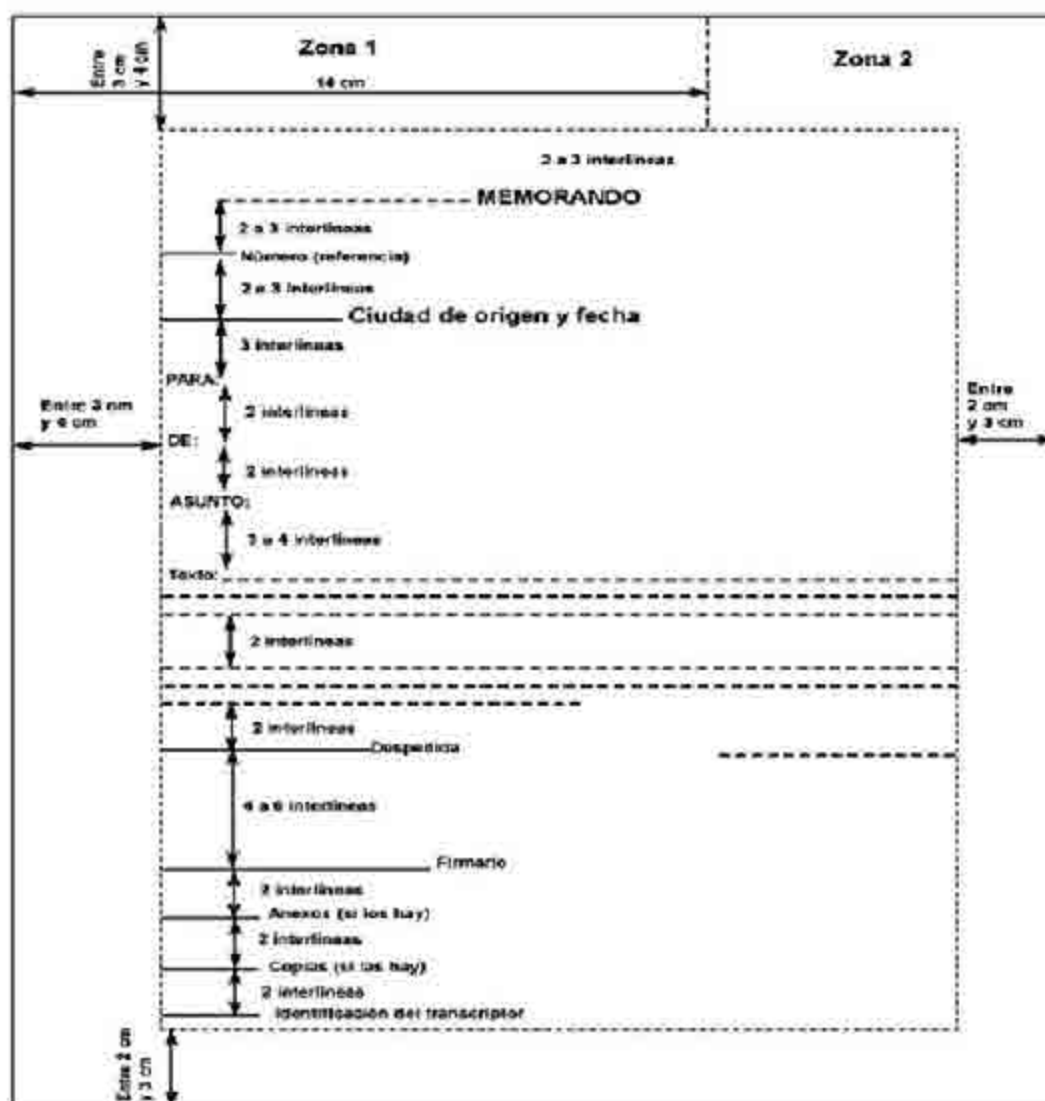 Zona 1
Zona 2
Entre
3 cm
y 4 cm
14 cm
2 a 3 interlíneas
MEMORANDO
2 a 3 interlíneas
Número (referencia)
2 a 3 interlíneas
Ciudad de origen y fecha
3 interlíneas
PARA:
2 interlíneas
Entre 3 cm
y 4 cm
Entre
2 cm
y 3 cm
DE:
2 interlíneas
ASUNTO:
3 a 4 interlíneas
Texto:
2 interlíneas
2 interlíneas
Despedida
4 a 6 interlíneas
Firmante
2 interlíneas
Anexos (si los hay)
2 interlíneas
Copias (si las hay)
2 interlíneas
Identificación del transcriptor
Entre 2 cm
y 3 cm